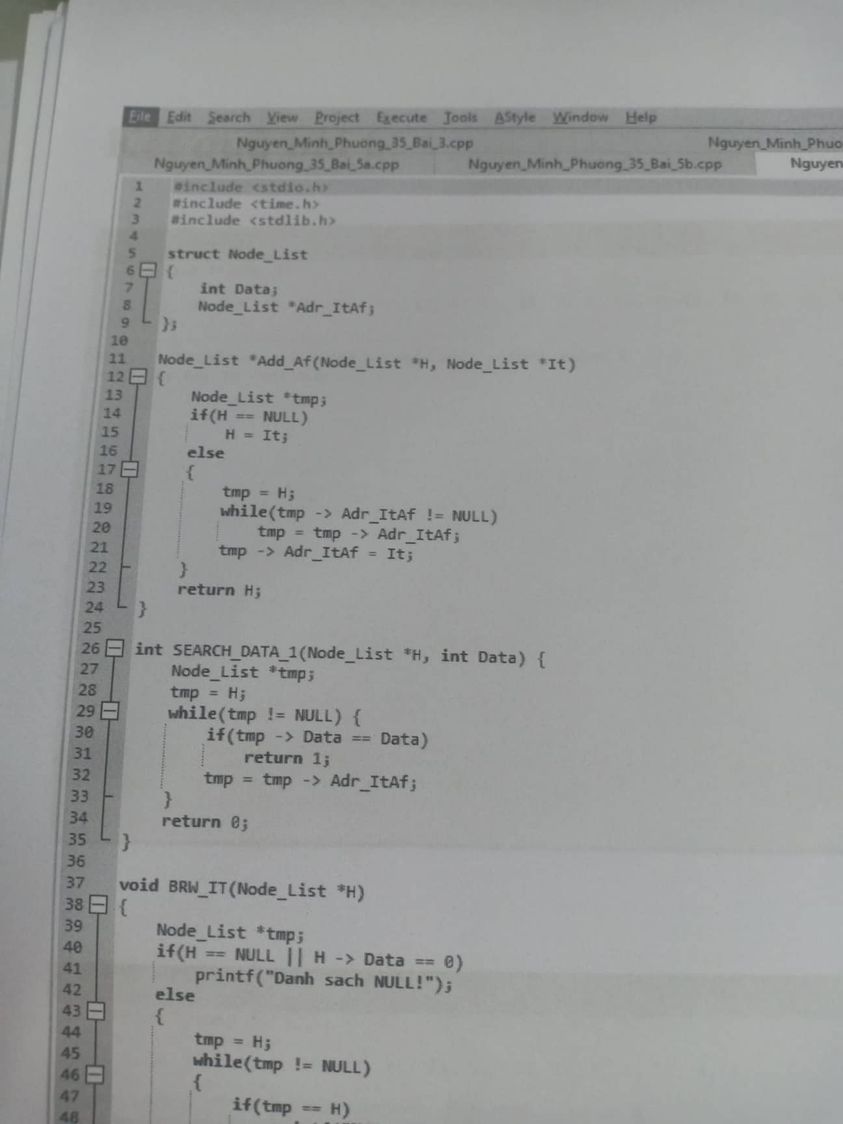 File Edit Search View Project Execute Tools AStyle Window Help
Nguyen_Minh_Phuong_35_Bai_3.cpp Nguyen_Minh_Phuo
Nguyen_Minh_Phuong_35_Bai_5a.cpp Nguyen_Minh_Phuong_35_Bai_5b.cpp Nguyen
1 #include <stdio.h>
2 #include <time.h>
3 #include <stdlib.h>
4
5 struct Node_List
6 {
7 int Data;
8 Node_List *Adr_ItAf;
9 };
10
11 Node_List *Add_Af(Node_List *H, Node_List *It)
12 {
13 Node_List *tmp;
14 if(H == NULL)
15 H = It;
16 else
17 {
18 tmp = H;
19 while(tmp -> Adr_ItAf != NULL)
20 tmp = tmp -> Adr_ItAf;
21 tmp -> Adr_ItAf = It;
22 }
23 return H;
24 }
25
26 int SEARCH_DATA_1(Node_List *H, int Data) {
27 Node_List *tmp;
28 tmp = H;
29 while(tmp != NULL) {
30 if(tmp -> Data == Data)
31 return 1;
32 tmp = tmp -> Adr_ItAf;
33 }
34 return 0;
35 }
36
37 void BRW_IT(Node_List *H)
38 {
39 Node_List *tmp;
40 if(H == NULL || H -> Data == 0)
41 printf("Danh sach NULL!");
42 else
43 {
44 tmp = H;
45 while(tmp != NULL)
46 {
47 if(tmp == H)
48